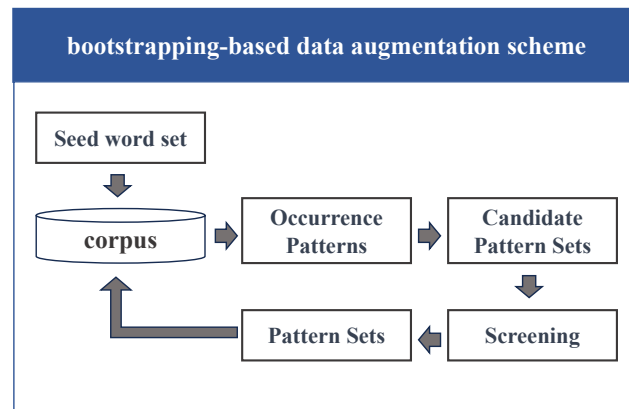 bootstrapping-based data augmentation scheme
Seed word set
corpus
Occurrence
Patterns
Candidate
Pattern Sets
Pattern Sets
Screening